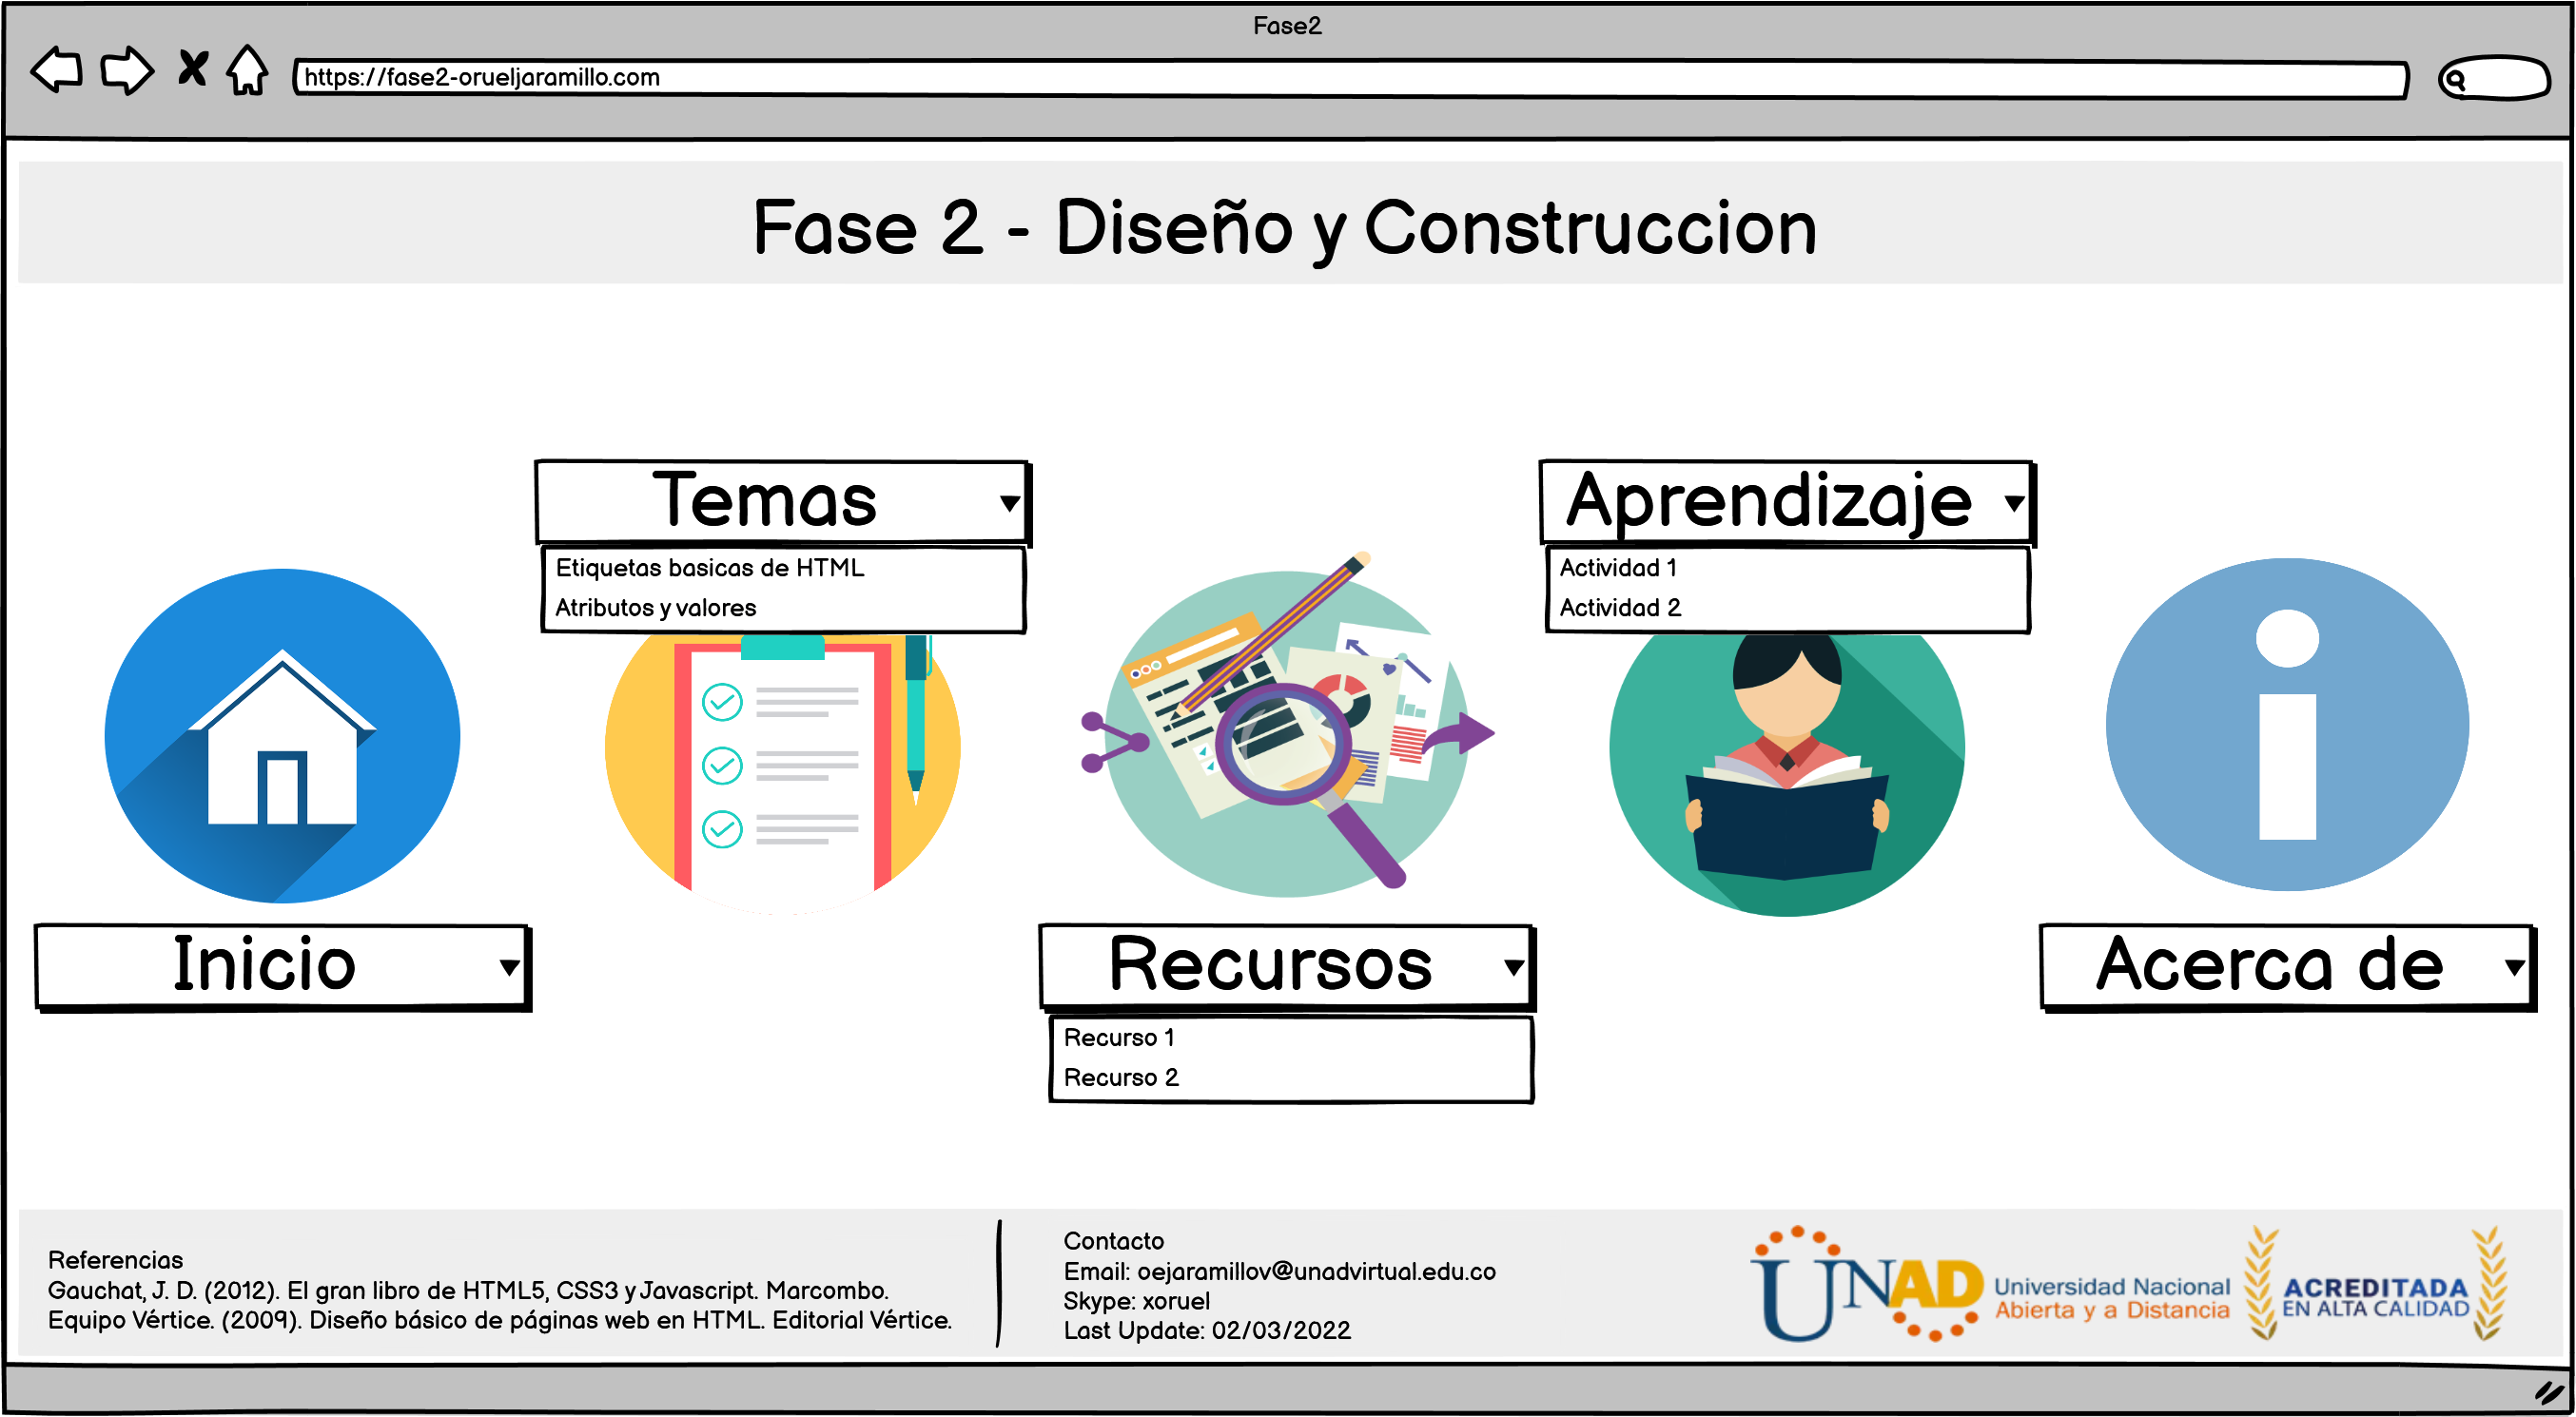 Fase2
https://fase2-orueljaramillo.com
Fase 2 - Diseño y Construccion
Temas
Etiquetas basicas de HTML
Atributos y valores
Aprendizaje
Actividad 1
Actividad 2
Inicio
Recursos
Recurso 1
Recurso 2
Acerca de
Referencias
Gauchat, J. D. (2012). El gran libro de HTML5, CSS3 y Javascript. Marcombo.
Equipo Vértice. (2009). Diseño básico de páginas web en HTML. Editorial Vértice.
Contacto
Email: oejaramillov@unadvirtual.edu.co
Skype: xoruel
Last Update: 02/03/2022
UNAD
Universidad Nacional
Abierta y a Distancia
ACREDITADA
EN ALTA CALIDAD